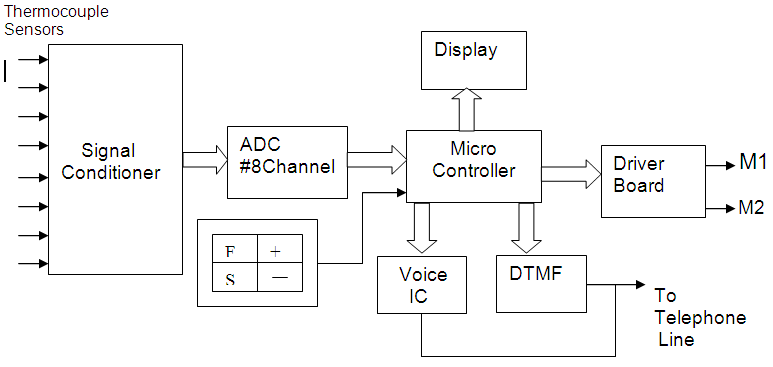 Thermocouple
Sensors
Signal
Conditioner
ADC
#8Channel
Display
Micro
Controller
Driver
Board
M1
M2
F +
S —
Voice
IC
DTMF
To
Telephone
Line